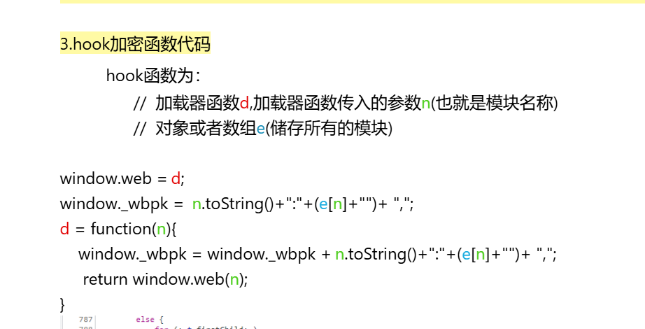 3.hook加密函数代码
hook函数为：
// 加载器函数d,加载器函数传入的参数n(也就是模块名称)
// 对象或者数组e(储存所有的模块)
window.web = d;
window._wbpk = n.toString()+":"+(e[n]+"")+ ",";
d = function(n){
window._wbpk = window._wbpk + n.toString()+":"+(e[n]+"")+ ",";
return window.web(n);
}
787 else {